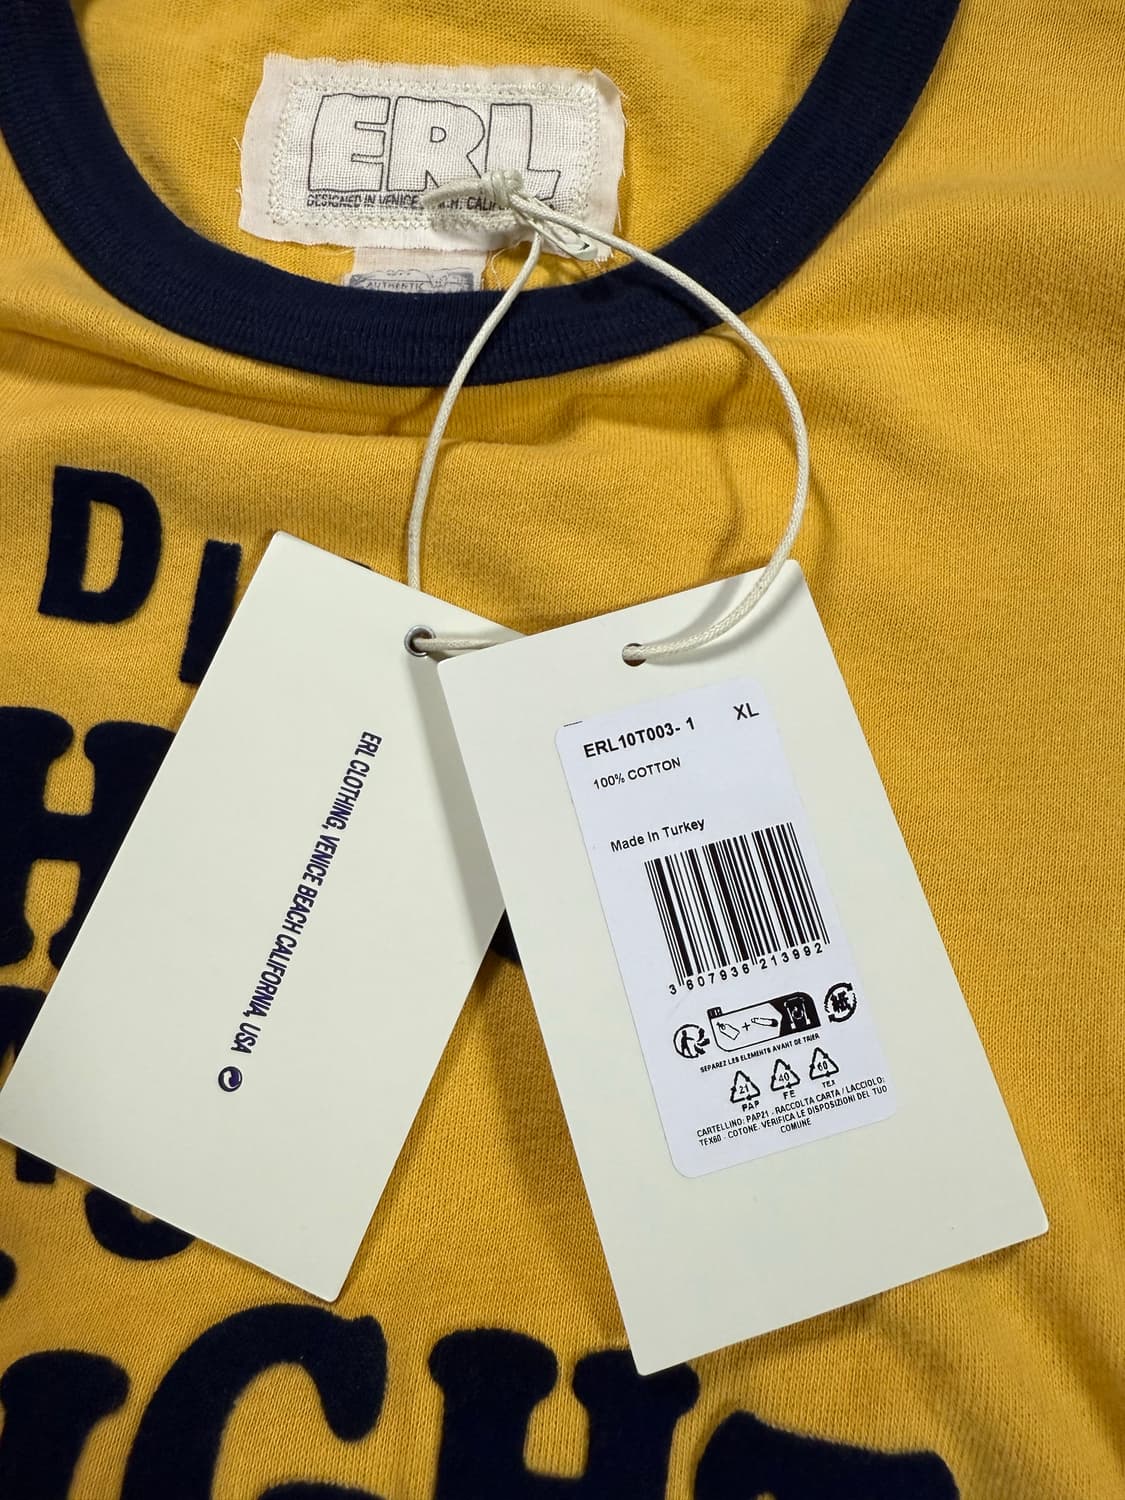 ERL
DESIGNED IN VENICE
AUTHENTIC
D
ERL CLOTHING, VENICE BEACH CALIFORNIA, USA
ERL10T003- 1 XL
100% COTTON
Made In Turkey
3 607936 213992
SEPAREZ LES ELEMENTS AVANT DE TRIER
21 40 60
PAP FE TEX
CARTELLINO: PAP21 - RACCOLTA CARTA / LACCIOLO:
TEX60 - COTONE. VERIFICA LE DISPOSIZIONI DEL TUO
COMUNE